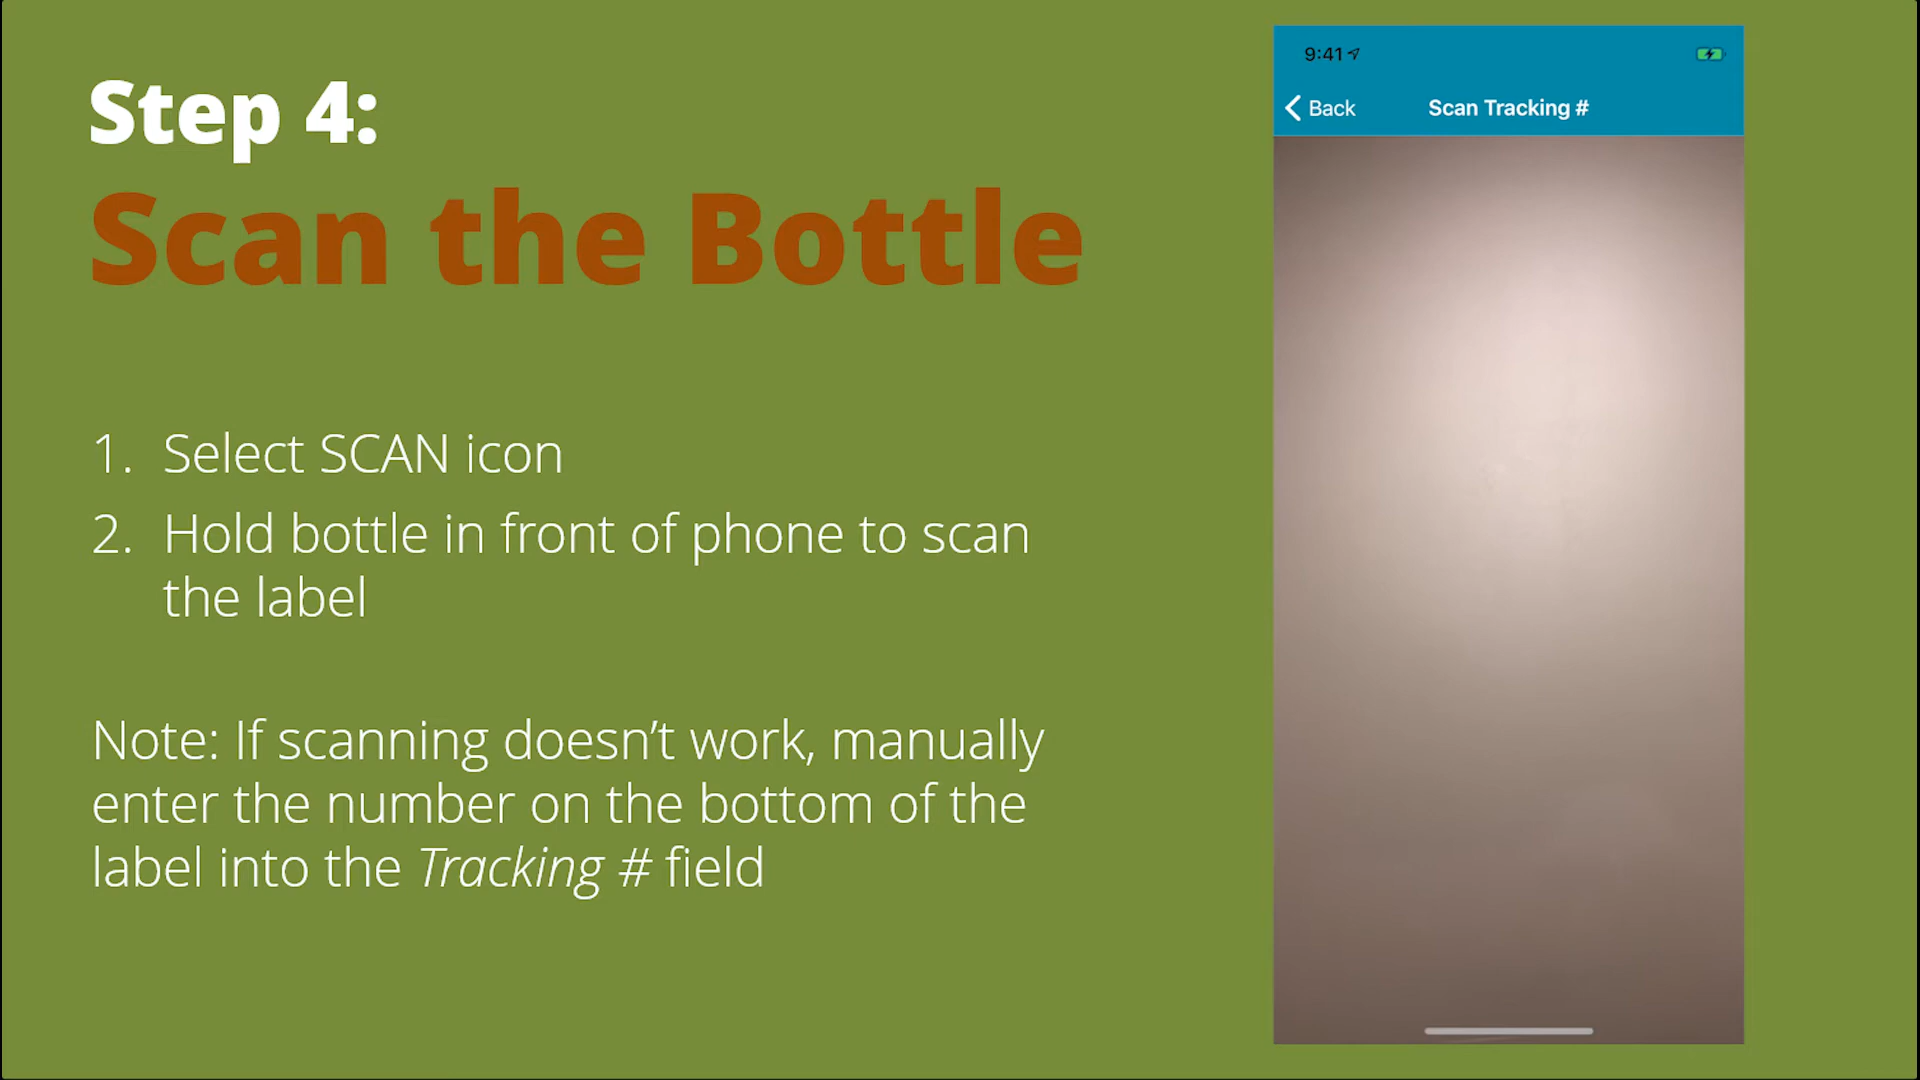 Step 4:
Scan the Bottle
1. Select SCAN icon
2. Hold bottle in front of phone to scan
the label
Note: If scanning doesn’t work, manually
enter the number on the bottom of the
label into the Tracking # field
9:41
Back
Scan Tracking #